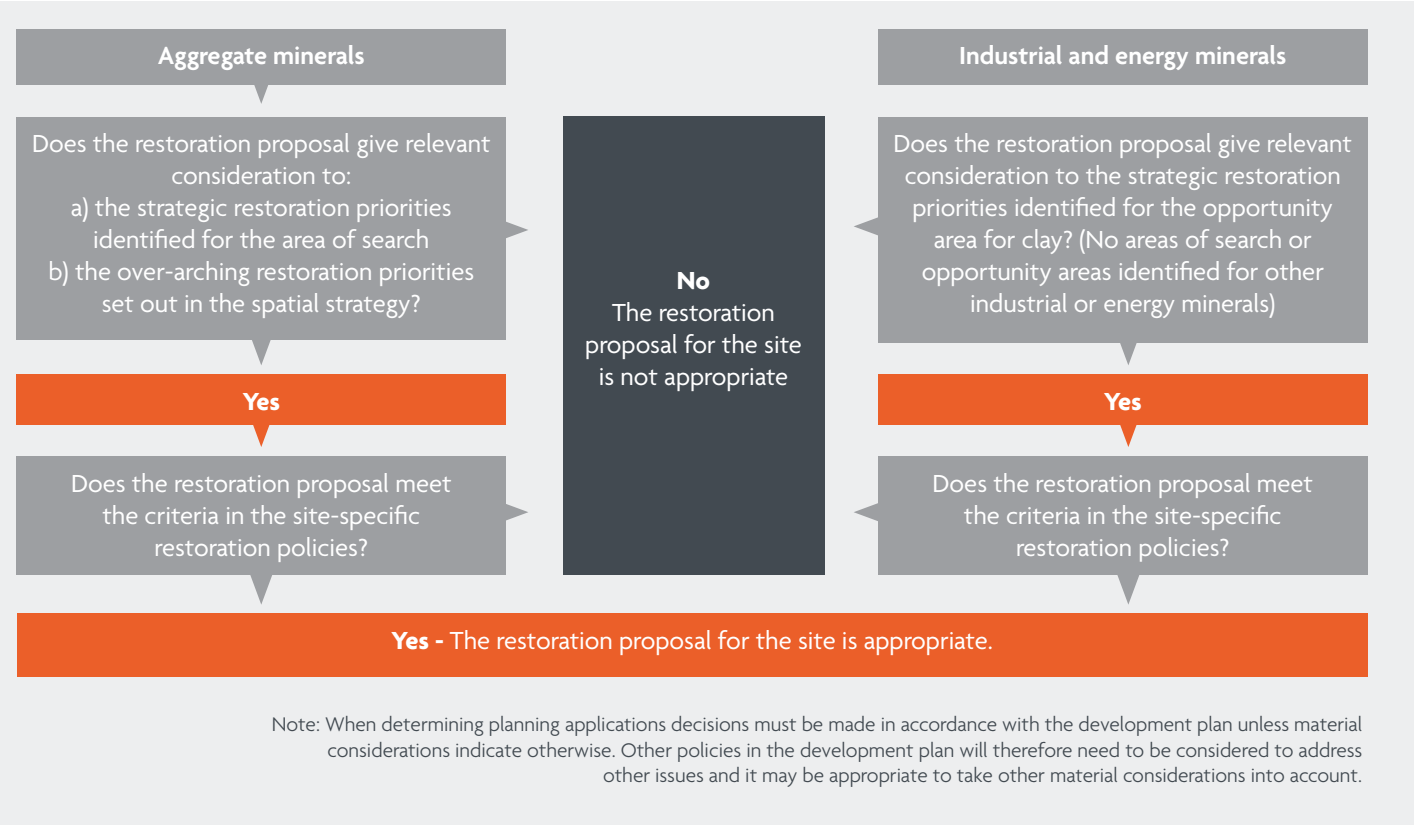 Aggregate minerals
Does the restoration proposal give relevant
consideration to:
a) the strategic restoration priorities
identified for the area of search
b) the over-arching restoration priorities
set out in the spatial strategy?
Yes
Does the restoration proposal meet
the criteria in the site-specific
restoration policies?
No
The restoration
proposal for the site
is not appropriate
Industrial and energy minerals
Does the restoration proposal give relevant
consideration to the strategic restoration
priorities identified for the opportunity
area for clay? (No areas of search or
opportunity areas identified for other
industrial or energy minerals)
Yes
Does the restoration proposal meet
the criteria in the site-specific
restoration policies?
Yes - The restoration proposal for the site is appropriate.
Note: When determining planning applications decisions must be made in accordance with the development plan unless material
considerations indicate otherwise. Other policies in the development plan will therefore need to be considered to address
other issues and it may be appropriate to take other material considerations into account.